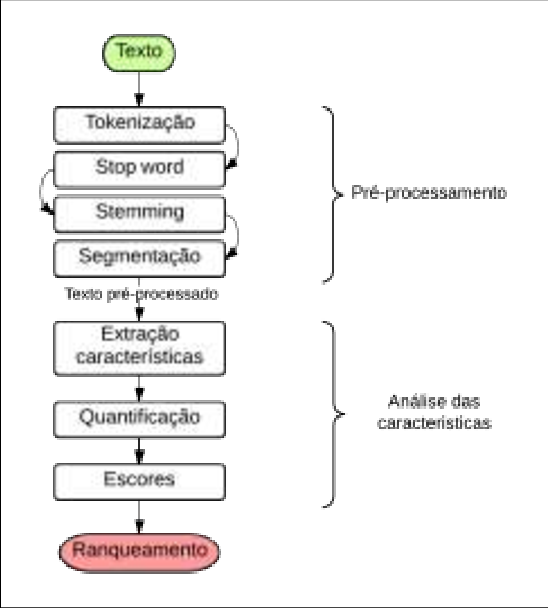 Texto
Tokenização
Stop word
Stemming
Segmentação
Pré-processamento
Texto pré-processado
Extração
características
Quantificação
Escores
Análise das
características
Ranqueamento